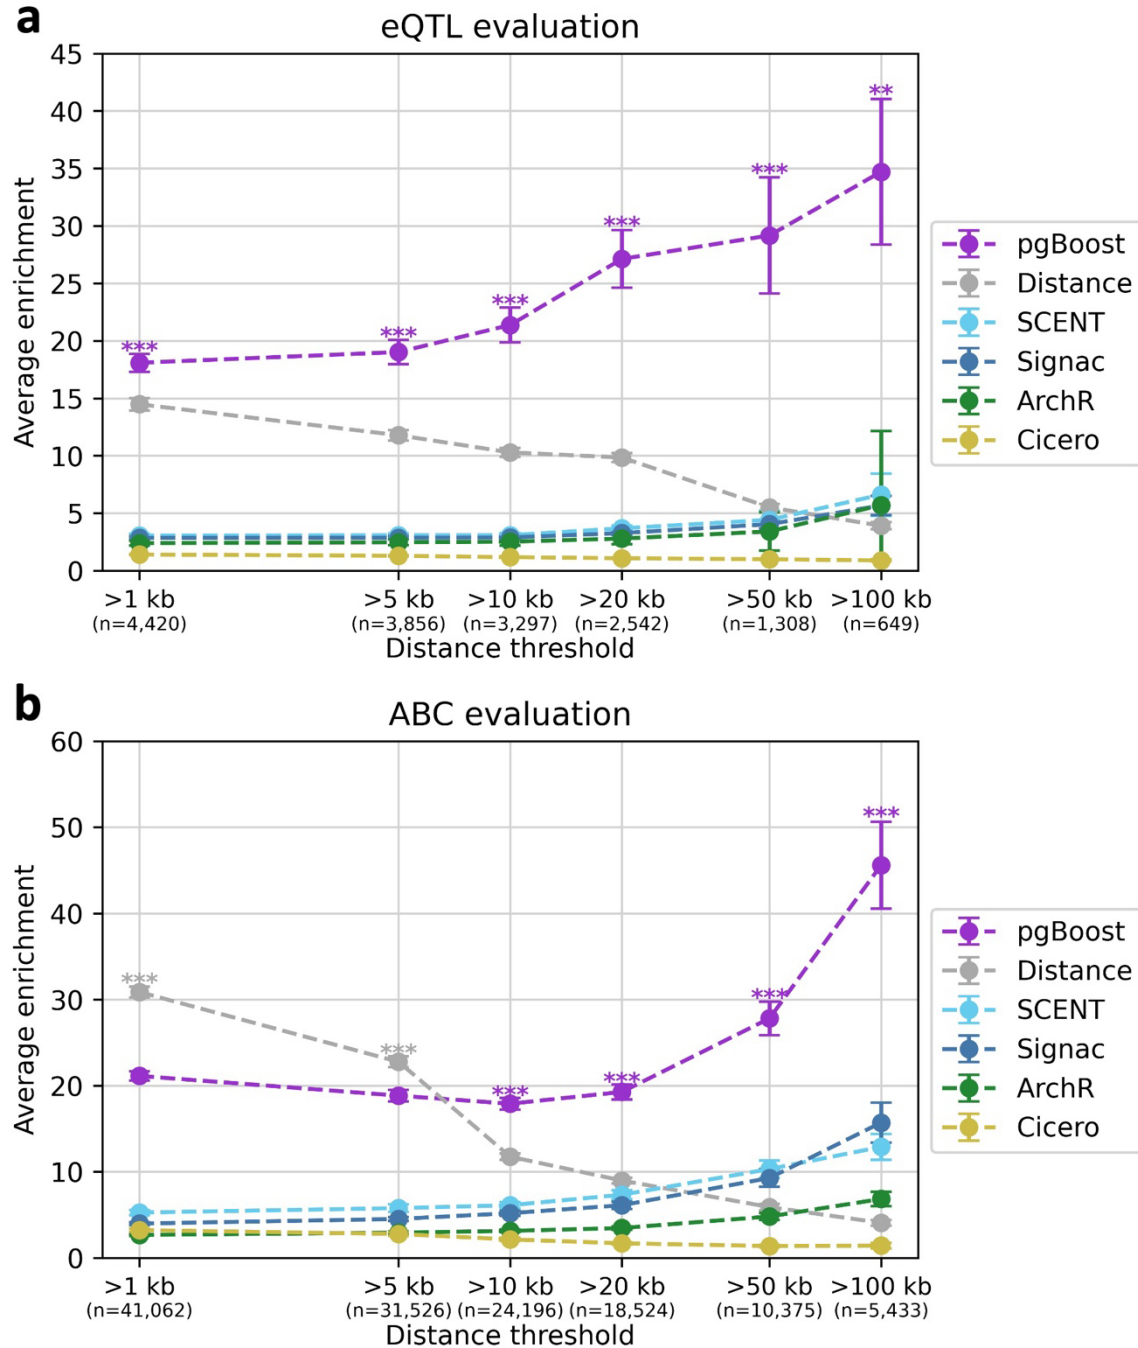 a
eQTL evaluation
45
40
35
30
25
20
15
10
5
0
Average enrichment
***
***
***
***
***
**
>1 kb >5 kb >10 kb >20 kb >50 kb >100 kb
(n=4,420) (n=3,856) (n=3,297) (n=2,542) (n=1,308) (n=649)
Distance threshold
pgBoost
Distance
SCENT
Signac
ArchR
Cicero
b
ABC evaluation
60
50
40
30
20
10
0
Average enrichment
***
***
***
***
***
***
>1 kb >5 kb >10 kb >20 kb >50 kb >100 kb
(n=41,062) (n=31,526) (n=24,196) (n=18,524) (n=10,375) (n=5,433)
Distance threshold
pgBoost
Distance
SCENT
Signac
ArchR
Cicero